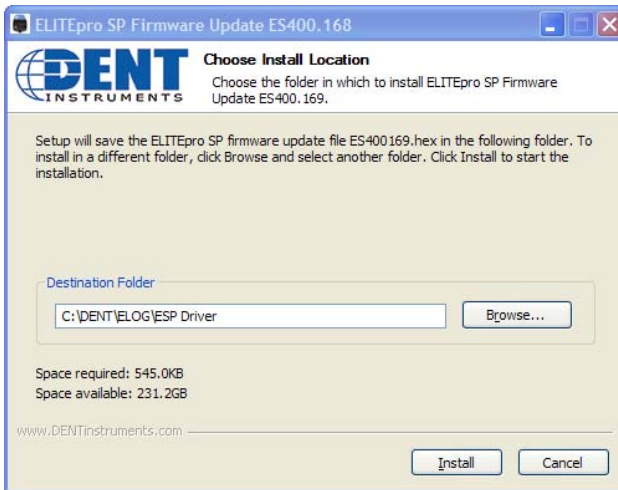 ELITEpro SP Firmware Update ES400.168
DENT
INSTRUMENTS
Choose Install Location
Choose the folder in which to install ELITEpro SP Firmware
Update ES400.169.
Setup will save the ELITEpro SP firmware update file ES400169.hex in the following folder. To
install in a different folder, click Browse and select another folder. Click Install to start the
installation.
Destination Folder
C:\DENT\ELOG\ESP Driver
Browse...
Space required: 545.0KB
Space available: 231.2GB
www.DENTinstruments.com
Install
Cancel